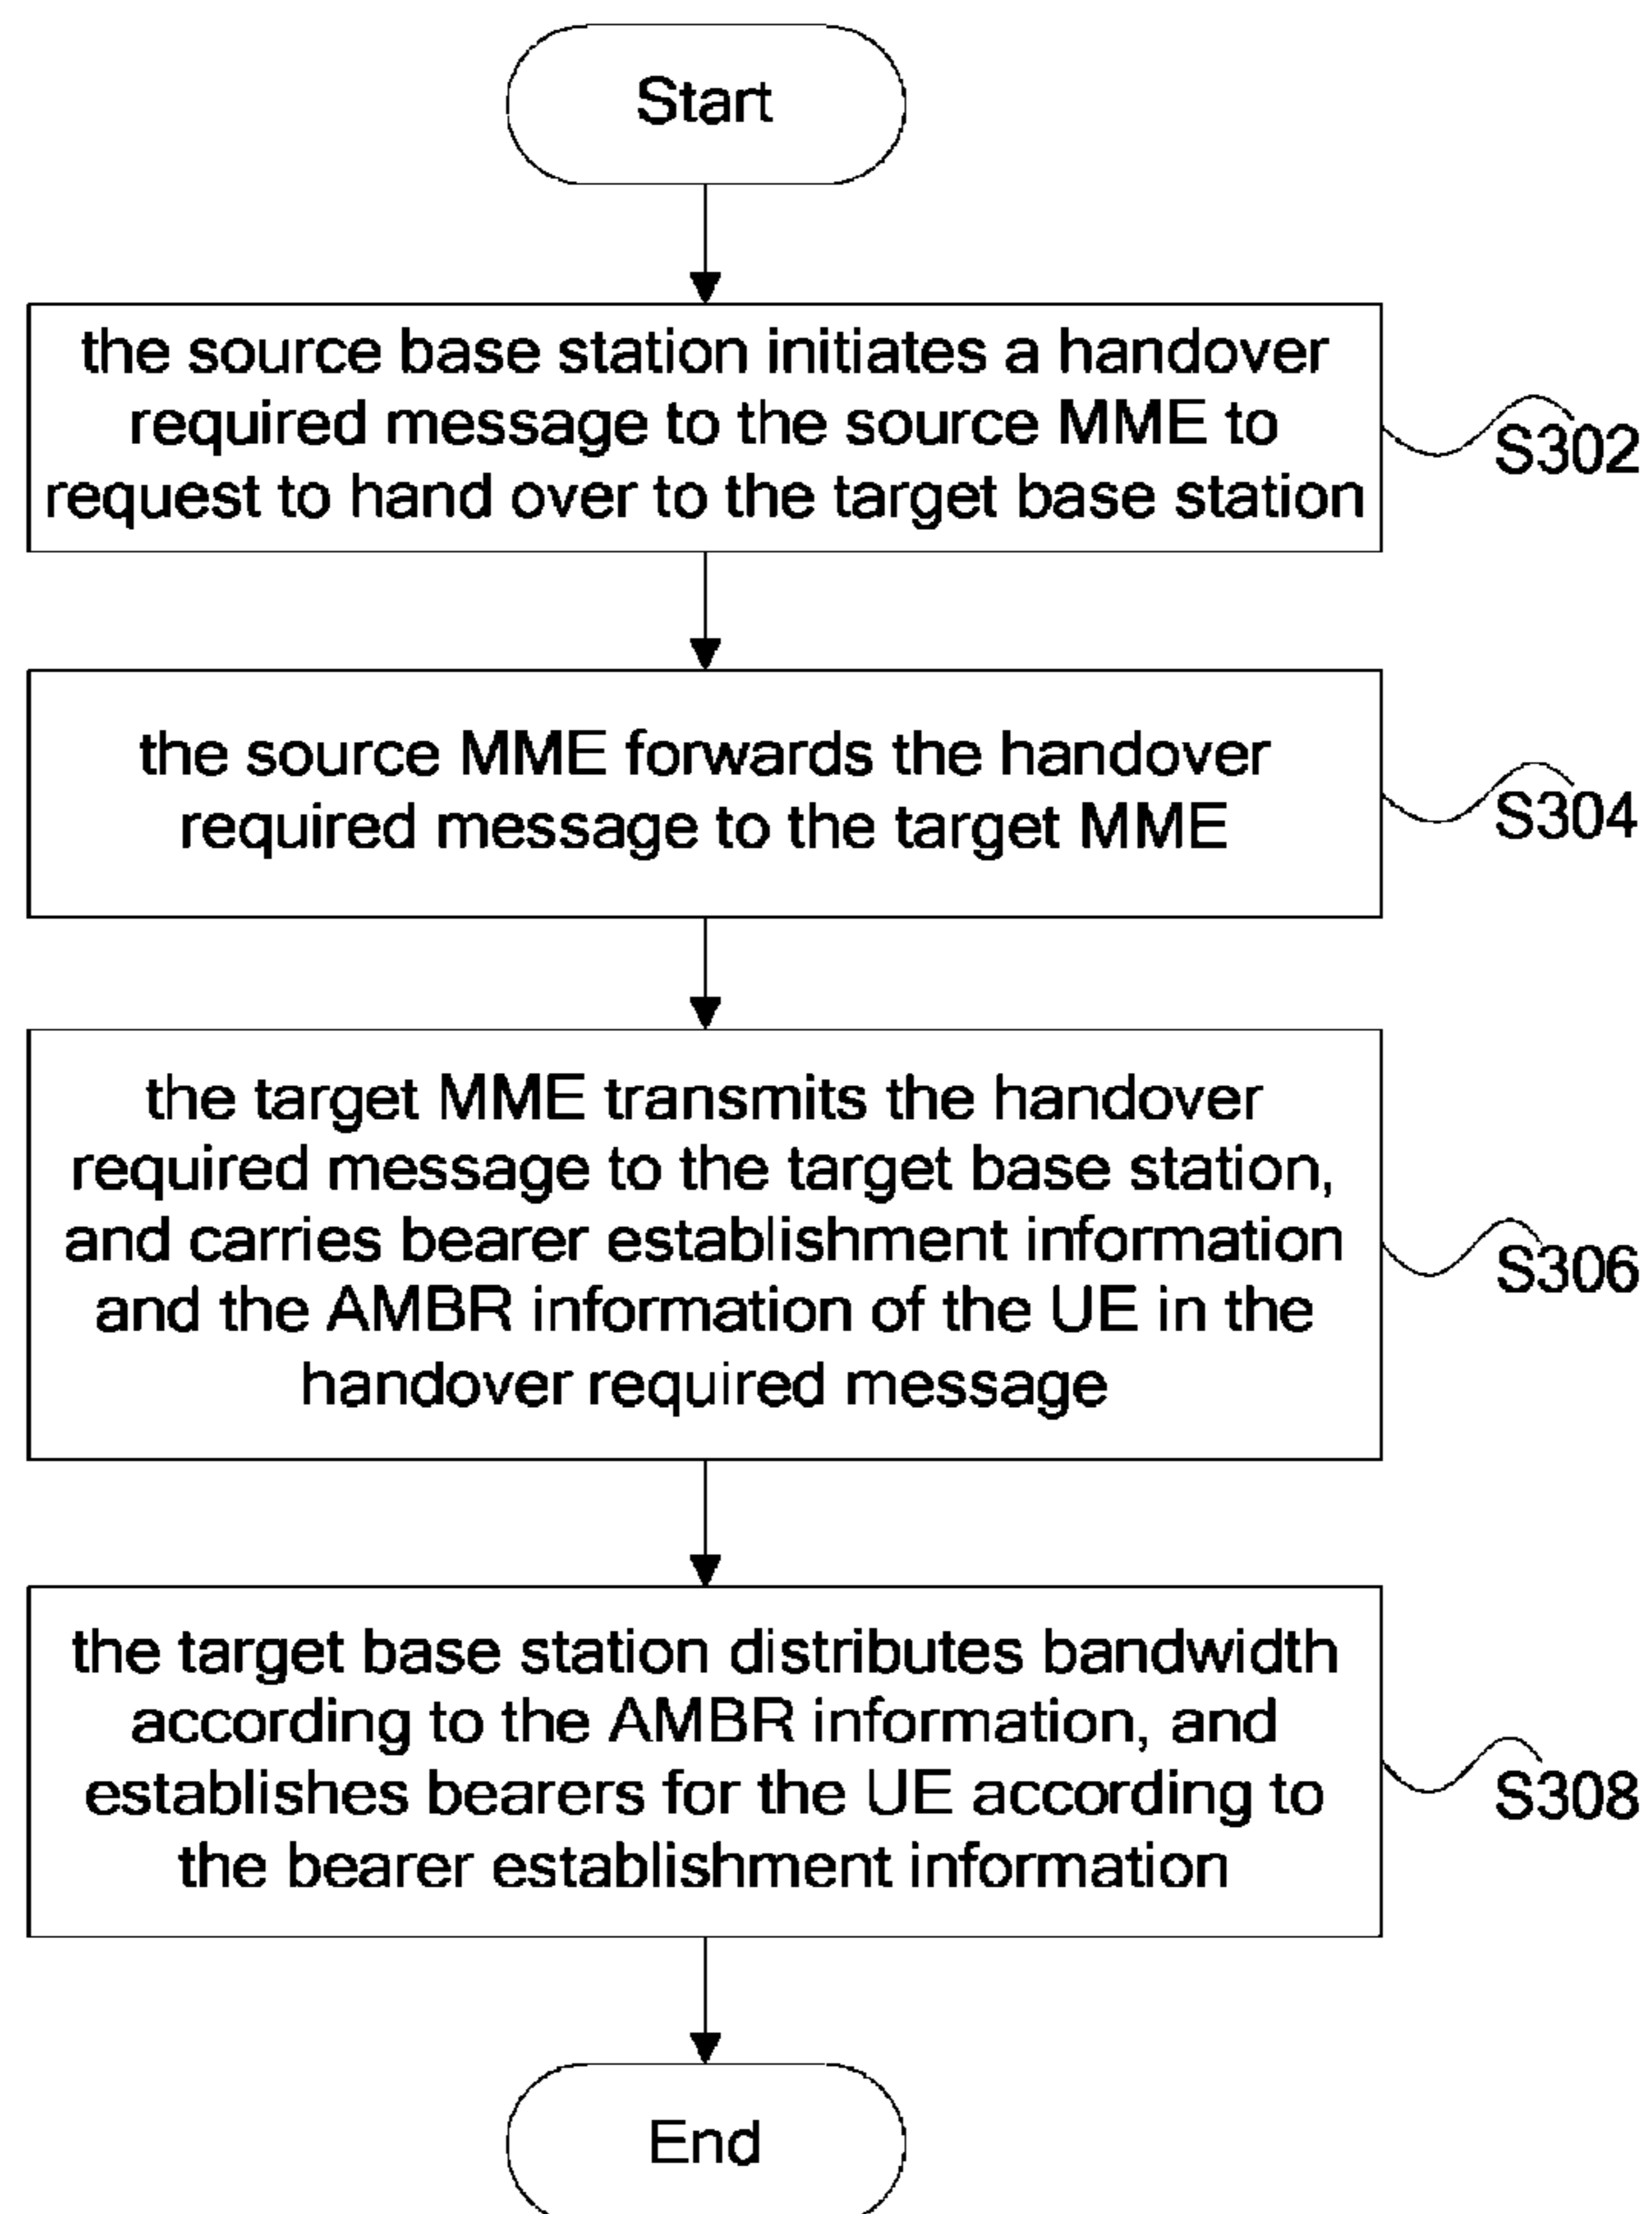 Start
the source base station initiates a handover
required message to the source MME to
request to hand over to the target base station
S302
the source MME forwards the handover
required message to the target MME
S304
the target MME transmits the handover
required message to the target base station,
and carries bearer establishment information
and the AMBR information of the UE in the
handover required message
S306
the target base station distributes bandwidth
according to the AMBR information, and
establishes bearers for the UE according to
the bearer establishment information
S308
End